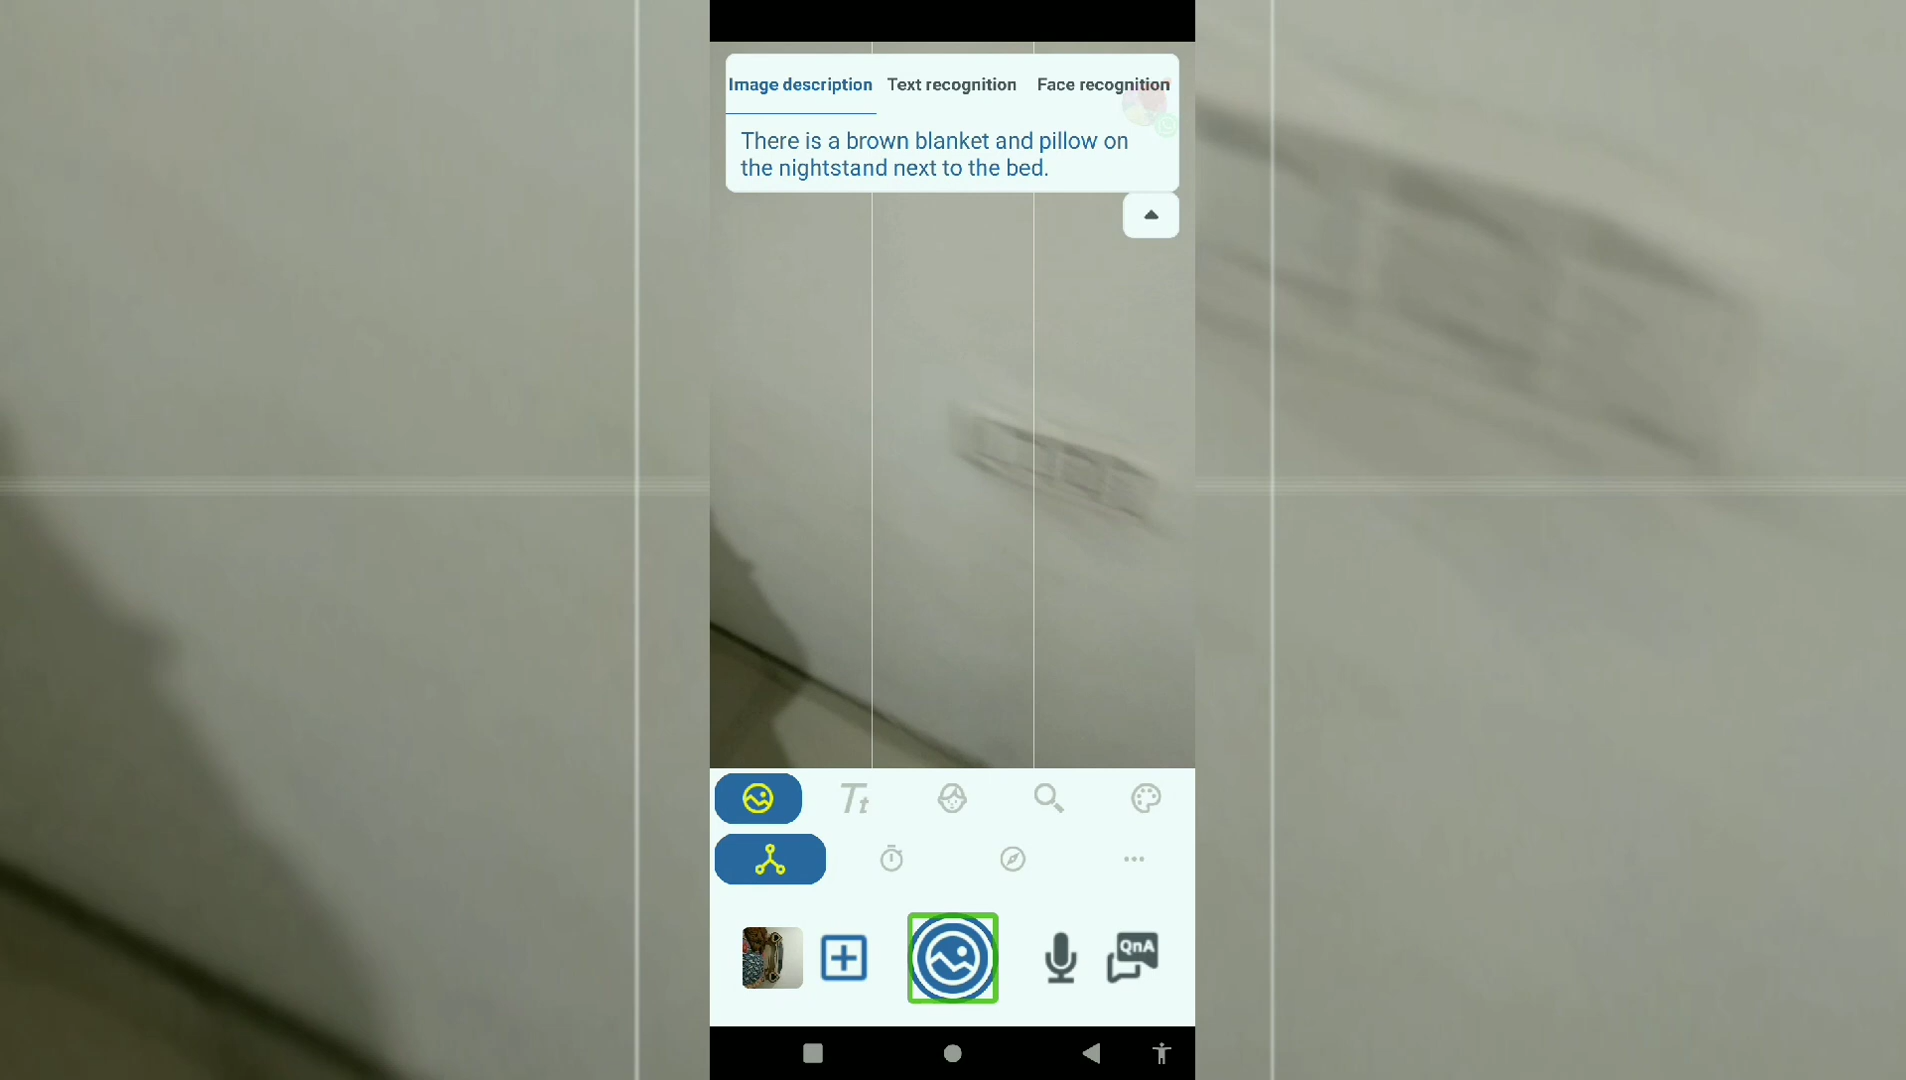 Image description Text recognition Face recognition
There is a brown blanket and pillow on
the nightstand next to the bed.
Tt
QnA